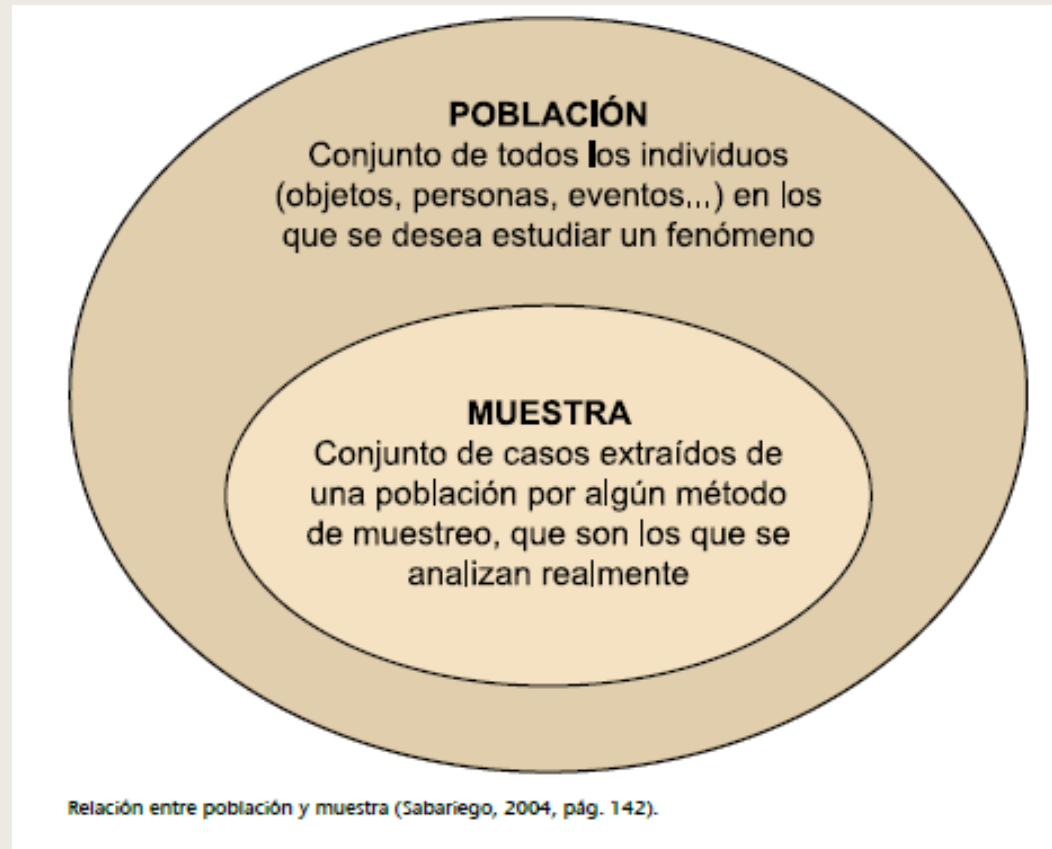 POBLACIÓN
Conjunto de todos los individuos
(objetos, personas, eventos...) en los
que se desea estudiar un fenómeno
MUESTRA
Conjunto de casos extraídos de
una población por algún método
de muestreo, que son los que se
analizan realmente
Relación entre población y muestra (Sabariego, 2004, pág. 142).